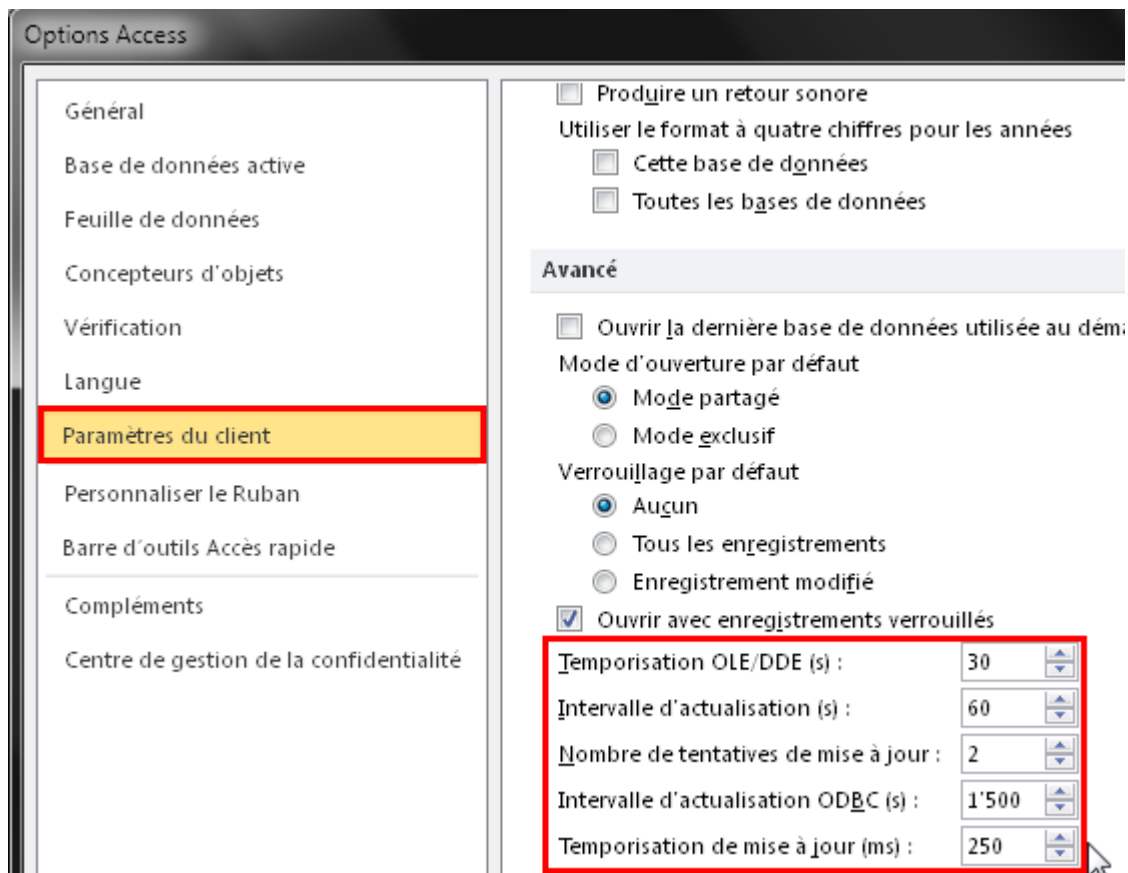 Options Access
Général
Base de données active
Feuille de données
Concepteurs d'objets
Vérification
Langue
Paramètres du client
Personnaliser le Ruban
Barre d'outils Accès rapide
Compléments
Centre de gestion de la confidentialité
Produire un retour sonore
Utiliser le format à quatre chiffres pour les années
Cette base de données
Toutes les bases de données
Avancé
Ouvrir la dernière base de données utilisée au
Mode d'ouverture par défaut
Mode partagé
Mode exclusif
Verrouillage par défaut
Aucun
Tous les enregistrements
Enregistrement modifié
Ouvrir avec enregistrements verrouillés
Temporisation OLE/DDE (s) : 30
Intervalle d'actualisation (s) : 60
Nombre de tentatives de mise à jour : 2
Intervalle d'actualisation ODBC (s) : 1'500
Temporisation de mise à jour (ms) : 250